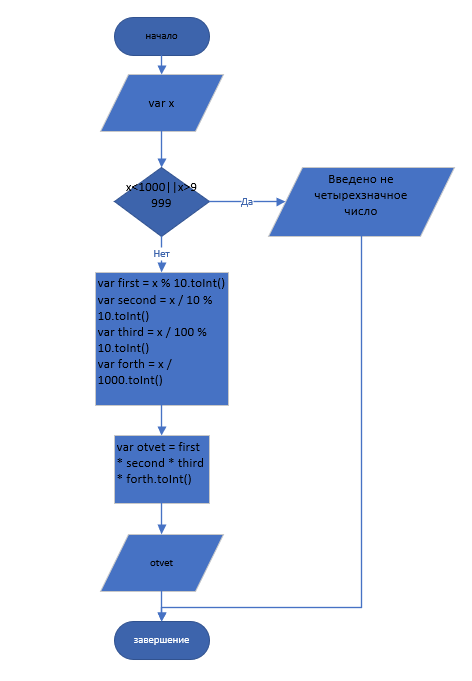 начало
var x
x<1000||x>9
999
Да
Введено не
четырехзначное
число
Нет
var first = x % 10.toInt()
var second = x / 10 %
10.toInt()
var third = x / 100 %
10.toInt()
var forth = x /
1000.toInt()
var otvet = first
* second * third
* forth.toInt()
otvet
завершение